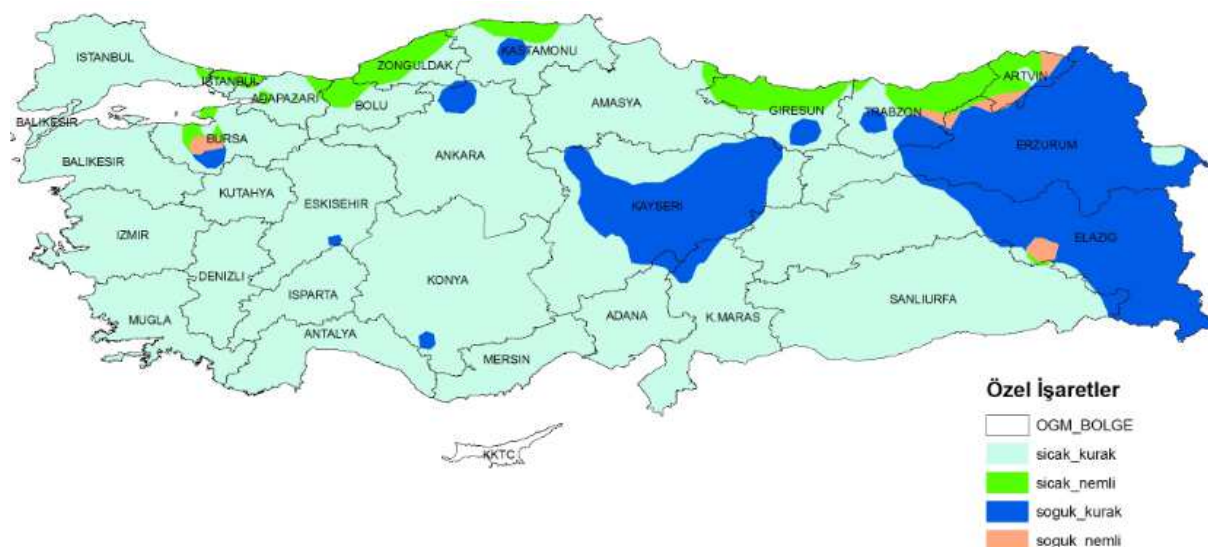 ISTANBUL
ISTANBUL
ADAPAZARI
ZONGULDAK
KASTAMONU
BOLU
AMASYA
GIRESUN
TRABZON
ARTVIN
BALIKESIR
BURSA
BALIKESIR
ANKARA
ERZURUM
KUTAHYA
ESKISEHIR
KAYSERI
IZMIR
ELAZIG
DENIZLI
KONYA
ISPARTA
SANLIURFA
MUGLA
ANTALYA
ADANA
K.MARAS
MERSIN
KKTC
Özel İşaretler
OGM_BOLGE
sicak_kurak
sicak_nemli
soguk_kurak
soguk_nemli